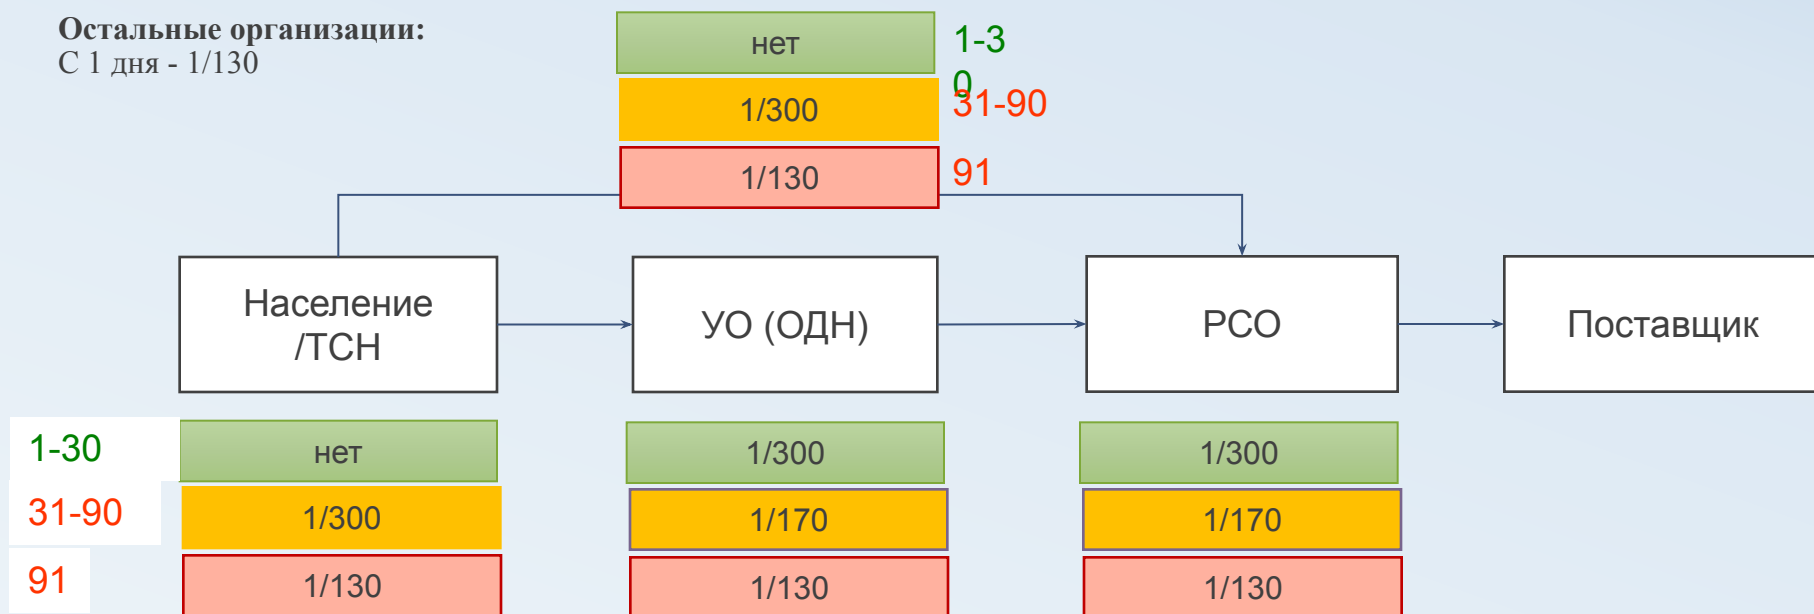 Остальные организации:
С 1 дня - 1/130
нет
1-3
0
1/300
31-90
1/130
91
Население
/ТСН
УО (ОДН)
РСО
Поставщик
1-30
нет
1/300
1/300
31-90
1/300
1/170
1/170
91
1/130
1/130
1/130